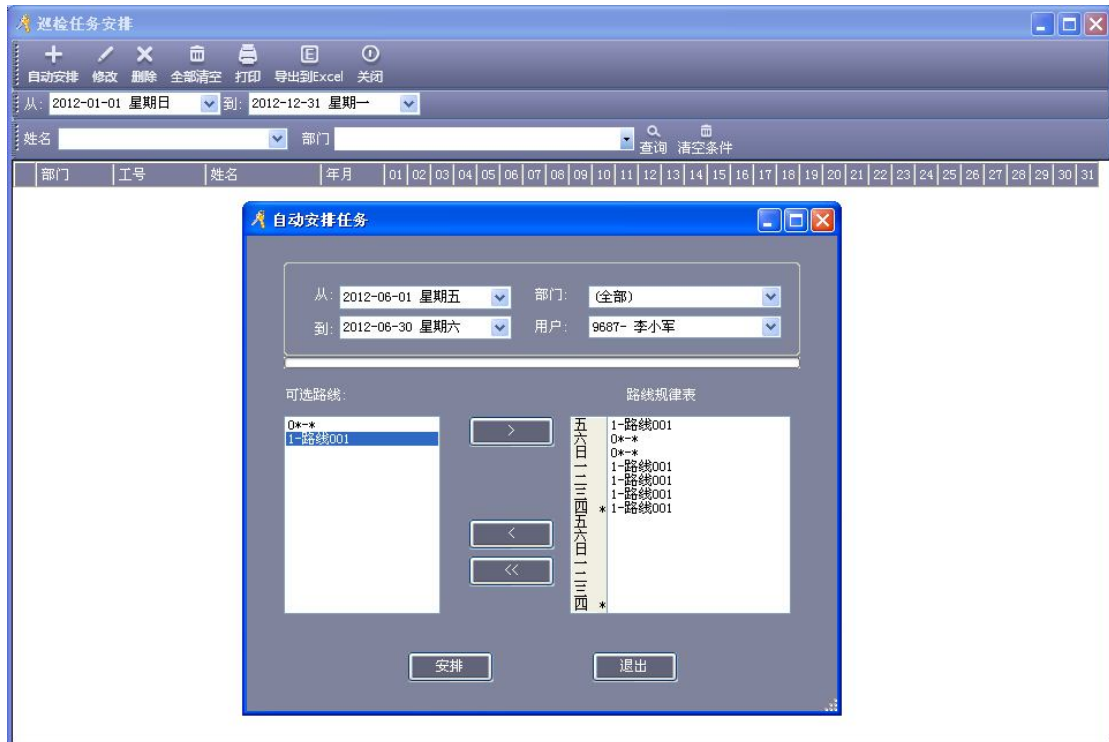 巡检任务安排
自动安排 修改 删除 全部清空 打印 导出到Excel 关闭
从: 2012-01-01 星期日 到: 2012-12-31 星期一
姓名 部门 查询 清空条件
部门 工号 姓名 年月 01 02 03 04 05 06 07 08 09 10 11 12 13 14 15 16 17 18 19 20 21 22 23 24 25 26 27 28 29 30 31
自动安排任务
从: 2012-06-01 星期五 部门: (全部)
到: 2012-06-30 星期六 用户: 9687- 李小军
可选路线: 路线规律表
0*-*
1-路线001
>
<
<<
五 1-路线001
六 0*-*
日 0*-*
一 1-路线001
二 1-路线001
三 1-路线001
四 * 1-路线001
五
六
日
一
二
三
四 *
安排 退出